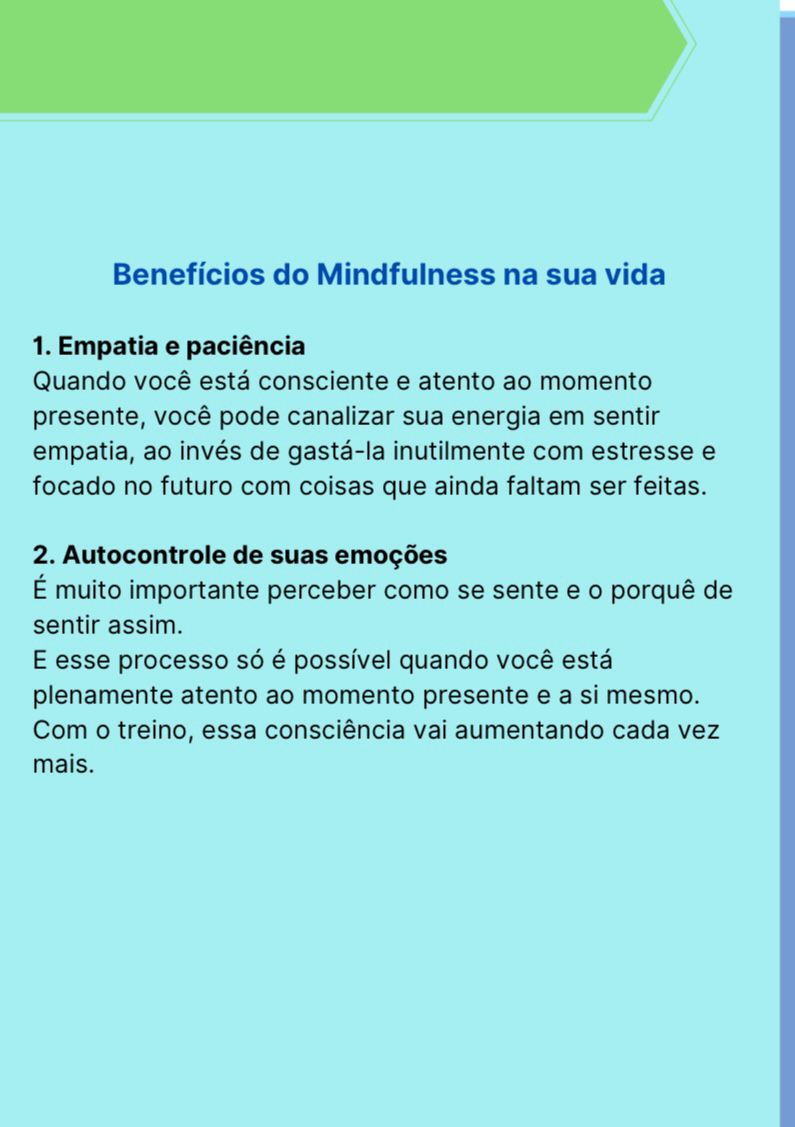 Benefícios do Mindfulness na sua vida
1. Empatia e paciência
Quando você está consciente e atento ao momento
presente, você pode canalizar sua energia em sentir
empatia, ao invés de gastá-la inutilmente com estresse e
focado no futuro com coisas que ainda faltam ser feitas.
2. Autocontrole de suas emoções
É muito importante perceber como se sente e o porquê de
sentir assim.
E esse processo só é possível quando você está
plenamente atento ao momento presente e a si mesmo.
Com o treino, essa consciência vai aumentando cada vez
mais.